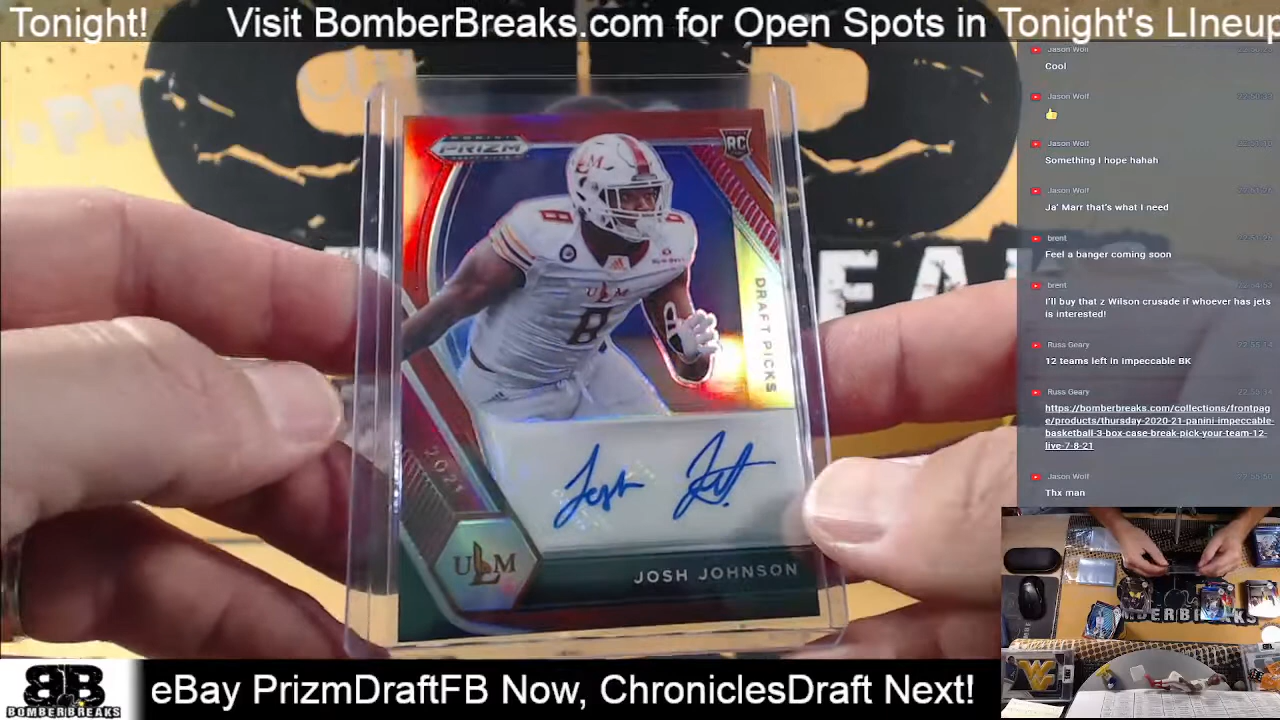 Tonight! Visit BomberBreaks.com for Open Spots in Tonight's LIneup
PRIZM
RC
ULM
8
DRAFT PICKS
2021
ULM
JOSH JOHNSON
Jason Wolf
Cool
Jason Wolf
👍
Jason Wolf
Something I hope hahah
Jason Wolf
Ja' Marr that's what I need
brent
Feel a banger coming soon
brent
I'll buy that z Wilson crusade if whoever has jets
is interested!
Russ Geary
12 teams left in impeccable BK
Russ Geary
https://bomberbreaks.com/collections/frontpag
e/products/thursday-2020-21-panini-impeccable-
basketball-3-box-case-break-pick-your-team-12-
live-7-8-21
Jason Wolf
Thx man
BB
BOMBERBREAKS
eBay PrizmDraftFB Now, ChroniclesDraft Next!